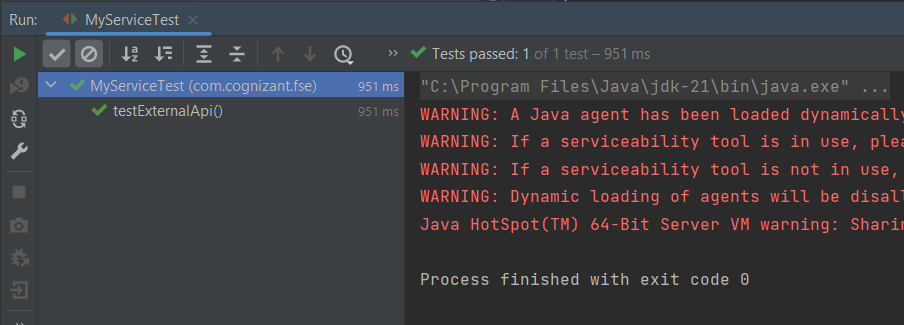 Run: MyServiceTest
Tests passed: 1 of 1 test – 951 ms
MyServiceTest (com.cognizant.fse) 951 ms
testExternalApi() 951 ms
"C:\Program Files\Java\jdk-21\bin\java.exe" ...
WARNING: A Java agent has been loaded dynamically
WARNING: If a serviceability tool is in use, plea
WARNING: If a serviceability tool is not in use,
WARNING: Dynamic loading of agents will be disall
Java HotSpot(TM) 64-Bit Server VM warning: Sharin
Process finished with exit code 0